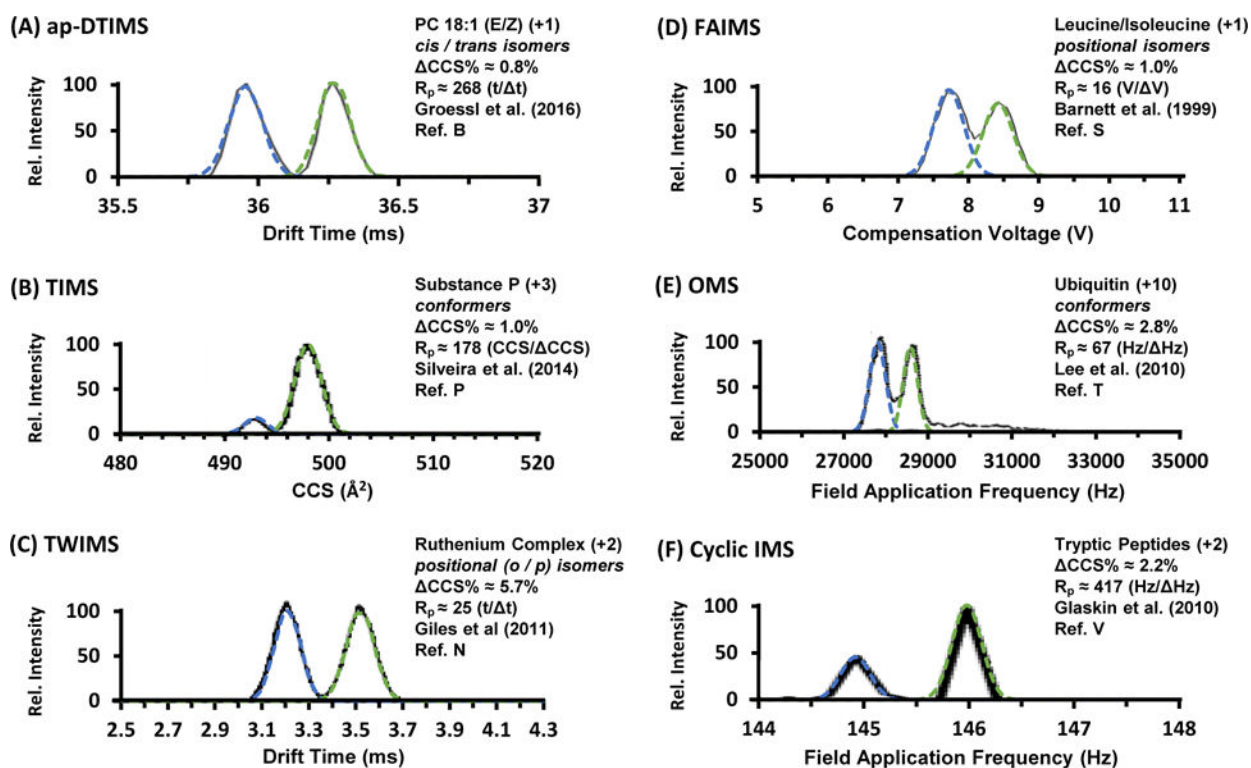 (A) ap-DTIMS
PC 18:1 (E/Z) (+1)
cis / trans isomers
ΔCCS% ≈ 0.8%
Rp ≈ 268 (t/Δt)
Groessl et al. (2016)
Ref. B
Rel. Intensity
100
50
0
35.5 36 36.5 37
Drift Time (ms)
(B) TIMS
Substance P (+3)
conformers
ΔCCS% ≈ 1.0%
Rp ≈ 178 (CCS/ΔCCS)
Silveira et al. (2014)
Ref. P
Rel. Intensity
100
50
0
480 490 500 510 520
CCS (Å²)
(C) TWIMS
Ruthenium Complex (+2)
positional (o / p) isomers
ΔCCS% ≈ 5.7%
Rp ≈ 25 (t/Δt)
Giles et al (2011)
Ref. N
Rel. Intensity
100
50
0
2.5 2.7 2.9 3.1 3.3 3.5 3.7 3.9 4.1 4.3
Drift Time (ms)
(D) FAIMS
Leucine/Isoleucine (+1)
positional isomers
ΔCCS% ≈ 1.0%
Rp ≈ 16 (V/ΔV)
Barnett et al. (1999)
Ref. S
Rel. Intensity
100
50
0
5 6 7 8 9 10 11
Compensation Voltage (V)
(E) OMS
Ubiquitin (+10)
conformers
ΔCCS% ≈ 2.8%
Rp ≈ 67 (Hz/ΔHz)
Lee et al. (2010)
Ref. T
Rel. Intensity
100
50
0
25000 27000 29000 31000 33000 35000
Field Application Frequency (Hz)
(F) Cyclic IMS
Tryptic Peptides (+2)
ΔCCS% ≈ 2.2%
Rp ≈ 417 (Hz/ΔHz)
Glaskin et al. (2010)
Ref. V
Rel. Intensity
100
50
0
144 145 146 147 148
Field Application Frequency (Hz)